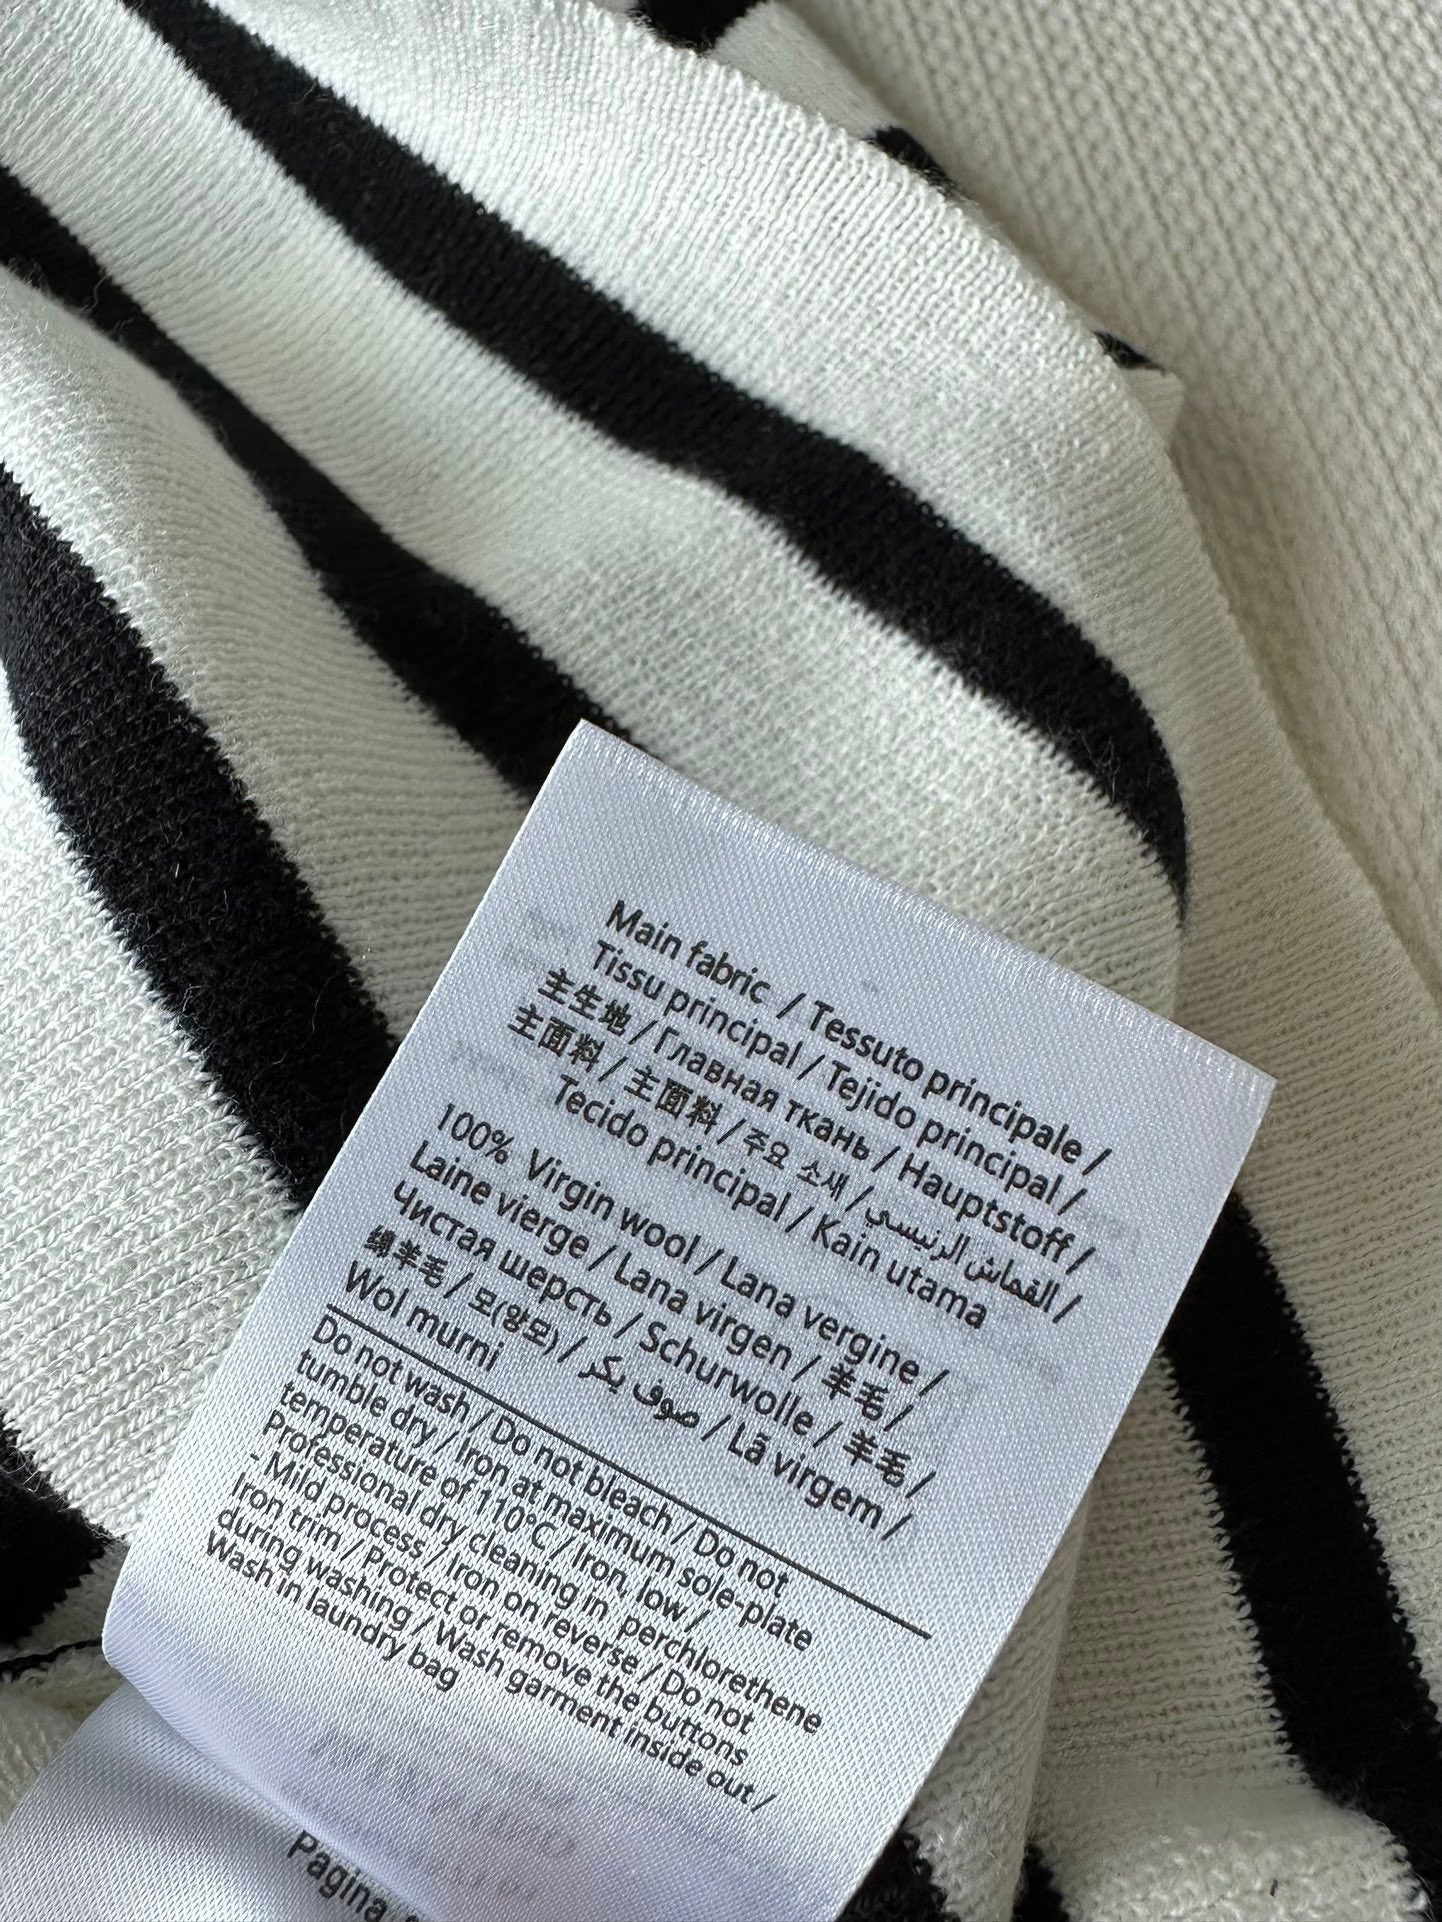 Main fabric / Tessuto principale /
Tissu principal / Tejido principal /
主生地 / Главная ткань / Hauptstoff /
主面料 / 主面料 / 주요 소새 / القماش الرئيسي /
Tecido principal / Kain utama
100% Virgin wool / Lana vergine /
Laine vierge / Lana virgen / 羊毛 /
Чистая шерсть / Schurwolle / 羊毛 /
绵羊毛 / 모(양모) / صوف بكر / Lã virgem /
Wol murni
Do not wash / Do not bleach / Do not
tumble dry / Iron at maximum sole-plate
temperature of 110°C / Iron, low /
Professional dry cleaning in perchlorethene
- Mild process / Iron on reverse / Do not
Iron trim / Protect or remove the buttons
during washing / Wash garment inside out /
Wash in laundry bag
Pagina